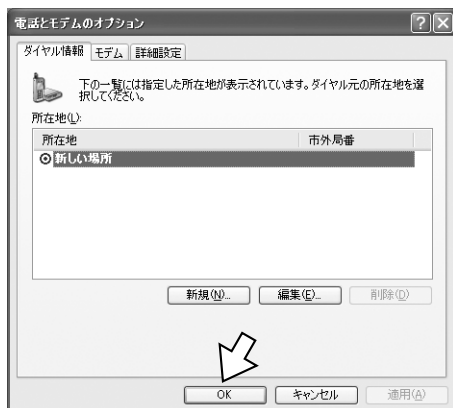 電話とモデムのオプション
ダイヤル情報 モデム 詳細設定
下の一覧には指定した所在地が表示されています。ダイヤル元の所在地を選
択してください。
所在地(L):
所在地 市外局番
新しい場所
新規(N)... 編集(E)... 削除(D)
OK キャンセル 適用(A)